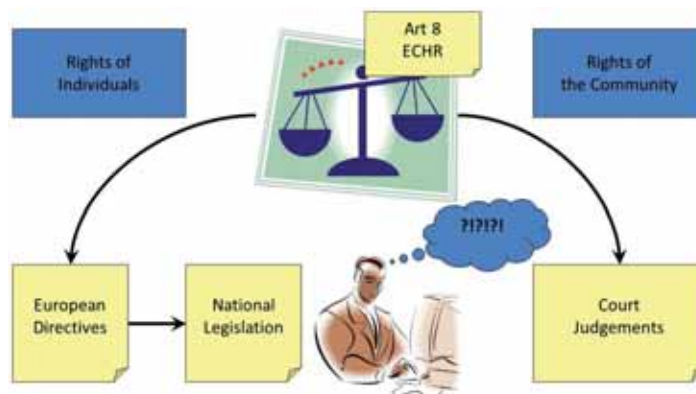 Rights of
Individuals
Art 8
ECHR
Rights of
the Community
?!?!?!
European
Directives
National
Legislation
Court
Judgements